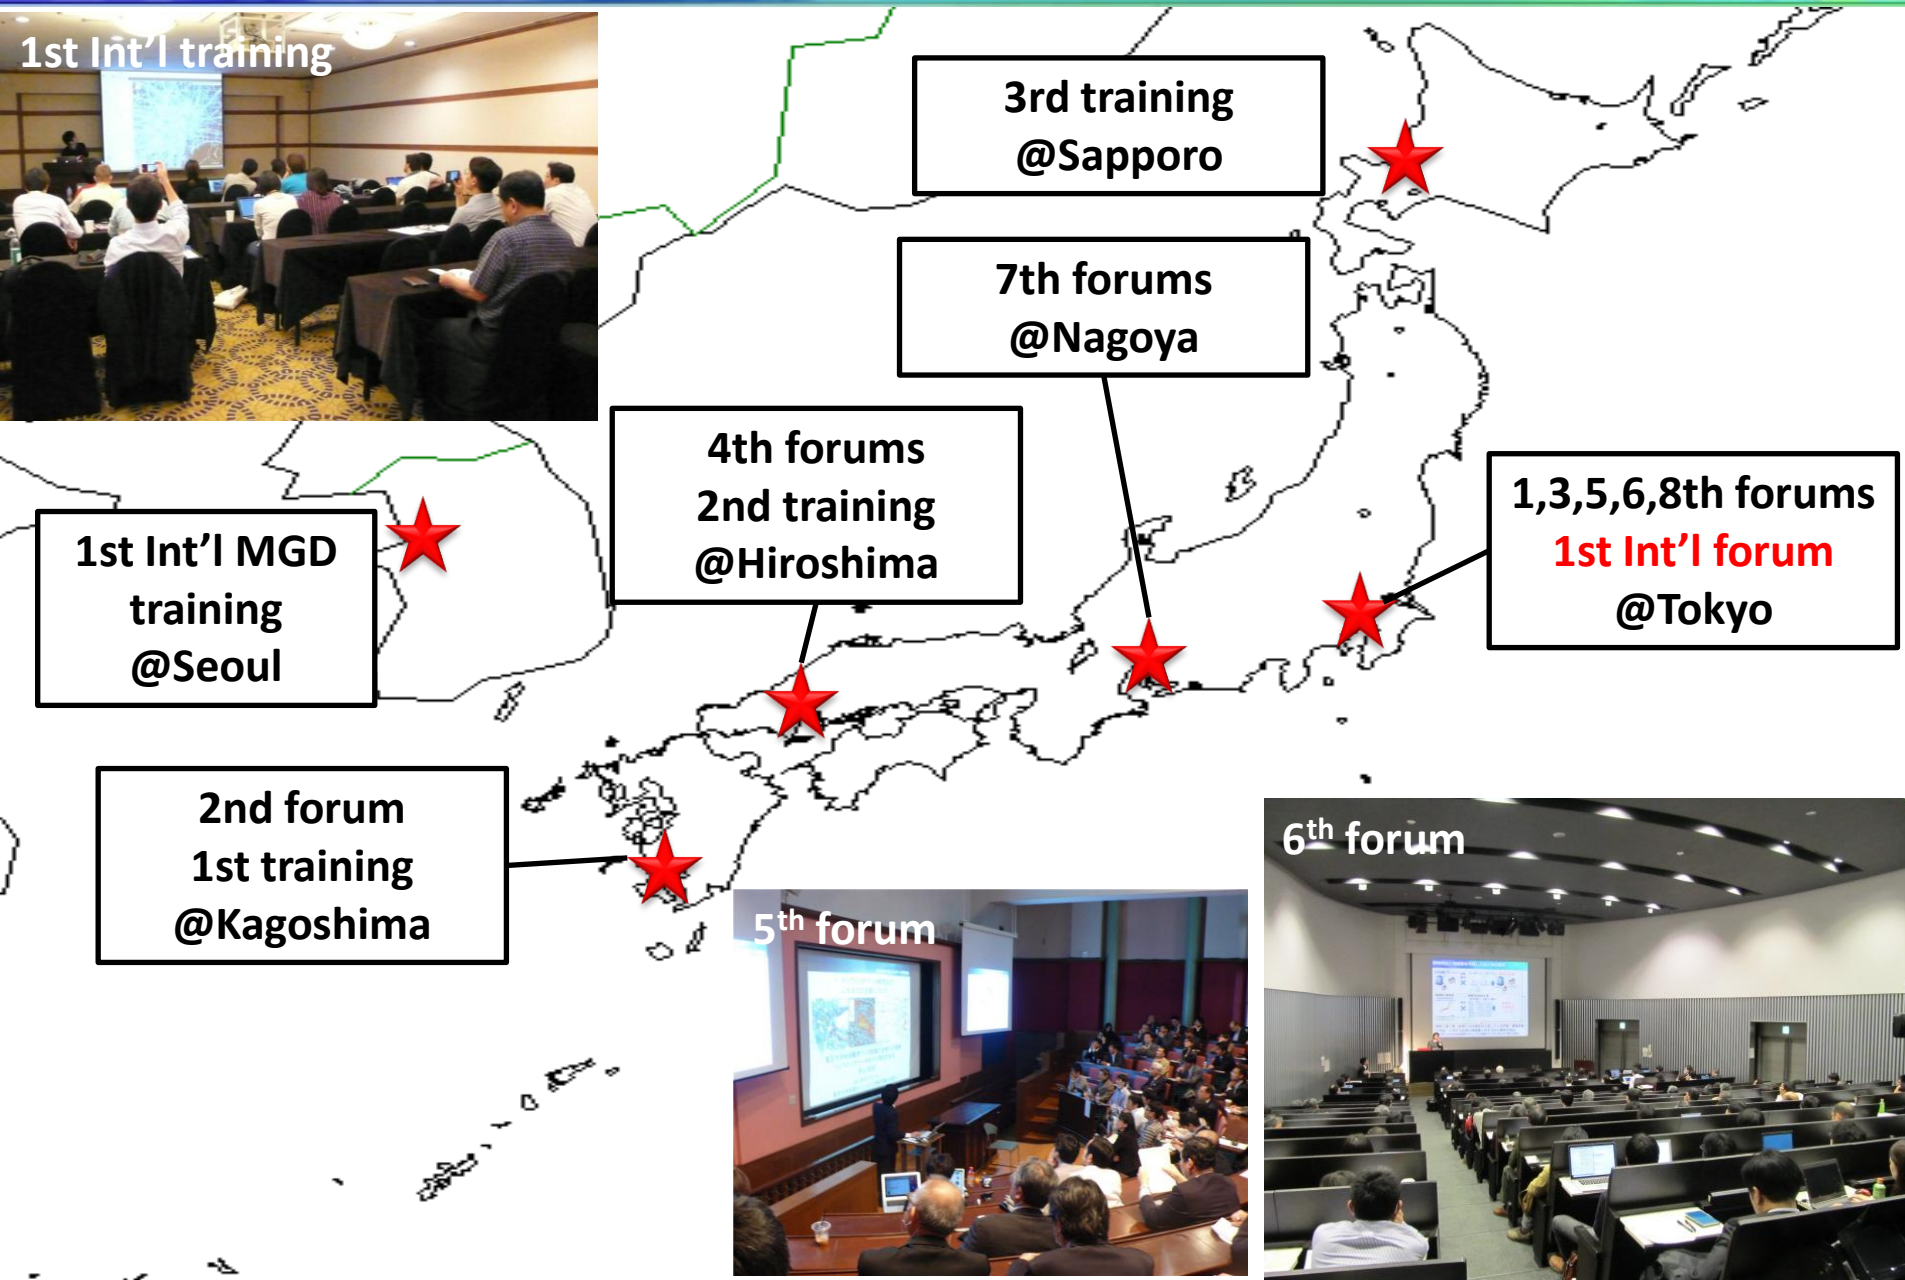 1st Int’l training
3rd training
@Sapporo
7th forums
@Nagoya
4th forums
2nd training
@Hiroshima
1,3,5,6,8th forums
1st Int’l forum
@Tokyo
1st Int’l MGD
training
@Seoul
2nd forum
1st training
@Kagoshima
5th forum
6th forum